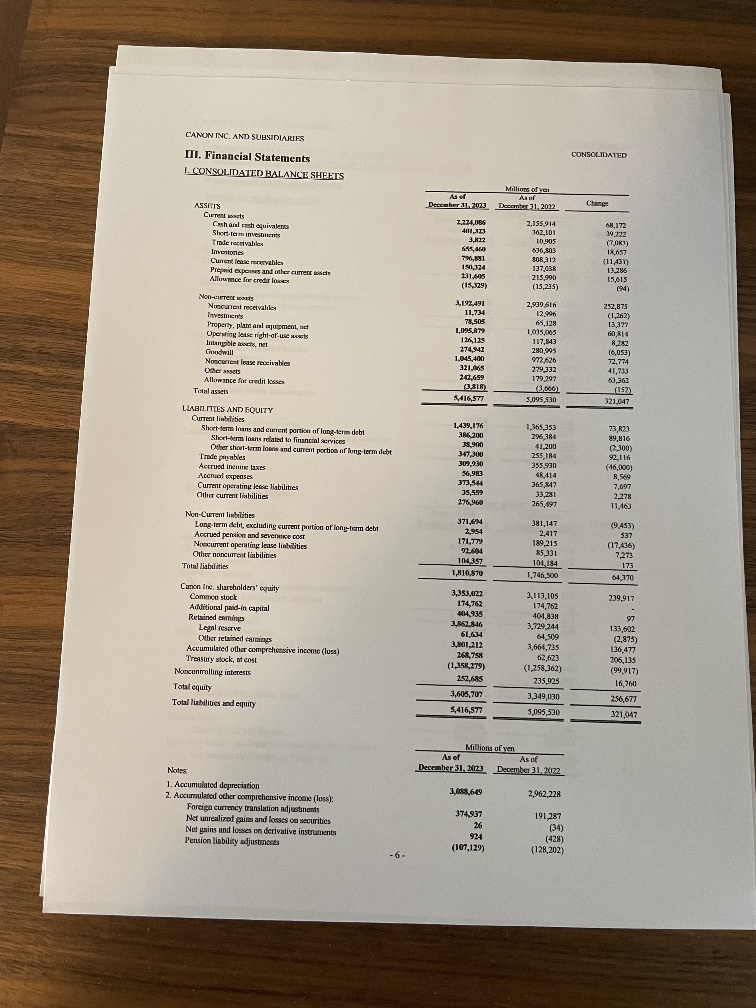 CANON INC. AND SUBSIDIARIES
CONSOLIDATED
III. Financial Statements
1. CONSOLIDATED BALANCE SHEETS
Millions of yen
As of December 31, 2023 As of December 31, 2022 Change
ASSETS
Current assets 2,224,086 2,155,914 68,172
Cash and cash equivalents 401,323 362,101 39,222
Short-term investments 3,822 10,905 (7,083)
Trade receivables 655,460 636,803 18,657
Inventories 796,881 808,312 (11,431)
Current lease receivables 150,324 137,038 13,286
Prepaid expenses and other current assets 231,605 215,990 15,615
Allowance for credit losses (15,329) (15,235) (94)
Non-current assets 3,192,491 2,939,616 252,875
Noncurrent receivables 11,734 12,996 (1,262)
Investments 78,505 65,128 13,377
Property, plant and equipment, net 1,095,879 1,035,065 60,814
Operating lease right-of-use assets 126,125 117,843 8,282
Intangible assets, net 274,942 280,995 (6,053)
Goodwill 1,045,400 972,626 72,774
Noncurrent lease receivables 321,065 279,332 41,733
Other assets 242,659 179,297 63,362
Allowance for credit losses (3,818) (3,666) (152)
Total assets 5,416,577 5,095,530 321,047
LIABILITIES AND EQUITY
Current liabilities 1,439,176 1,365,353 73,823
Short-term loans and current portion of long-term debt 386,200 296,384 89,816
Short-term loans related to financial services 38,900 41,200 (2,300)
Other short-term loans and current portion of long-term debt 347,300 255,184 92,116
Trade payables 309,930 355,930 (46,000)
Accrued income taxes 56,983 48,414 8,569
Accrued expenses 373,544 365,847 7,697
Current operating lease liabilities 35,559 33,281 2,278
Other current liabilities 276,960 265,497 11,463
Non-Current liabilities 371,694 381,147 (9,453)
Long-term debt, excluding current portion of long-term debt 2,954 2,417 537
Accrued pension and severance cost 171,779 189,215 (17,436)
Noncurrent operating lease liabilities 92,604 85,331 7,273
Other noncurrent liabilities 104,357 104,184 173
Total liabilities 1,810,870 1,746,500 64,370
Canon Inc. shareholders' equity 3,353,022 3,113,105 239,917
Common stock 174,762 174,762 -
Additional paid-in capital 404,935 404,838 97
Retained earnings 3,862,846 3,729,244 133,602
Legal reserve 61,634 64,509 (2,875)
Other retained earnings 3,801,212 3,664,735 136,477
Accumulated other comprehensive income (loss) 268,758 62,623 206,135
Treasury stock, at cost (1,358,279) (1,258,362) (99,917)
Noncontrolling interests 252,685 235,925 16,760
Total equity 3,605,707 3,349,030 256,677
Total liabilities and equity 5,416,577 5,095,530 321,047
Millions of yen
Notes: As of December 31, 2023 As of December 31, 2022
1. Accumulated depreciation 3,088,649 2,962,228
2. Accumulated other comprehensive income (loss):
Foreign currency translation adjustments 374,937 191,287
Net unrealized gains and losses on securities 26 (34)
Net gains and losses on derivative instruments 924 (428)
Pension liability adjustments (107,129) (128,202)
- 6 -